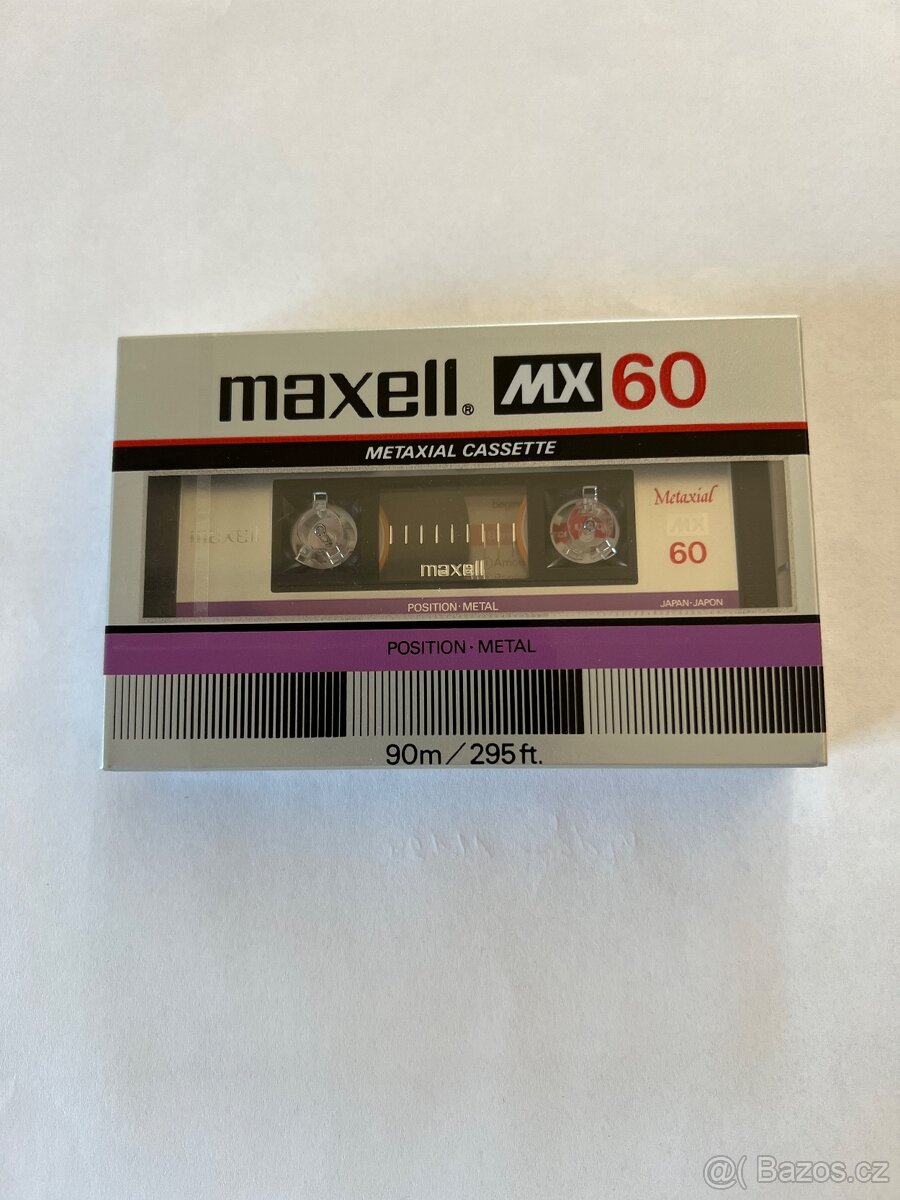 maxell® MX 60
METAXIAL CASSETTE
maxell
maxell
Metaxial
MX
60
POSITION·METAL
JAPAN·JAPON
POSITION·METAL
90m/295ft.
@( Bazos.cz